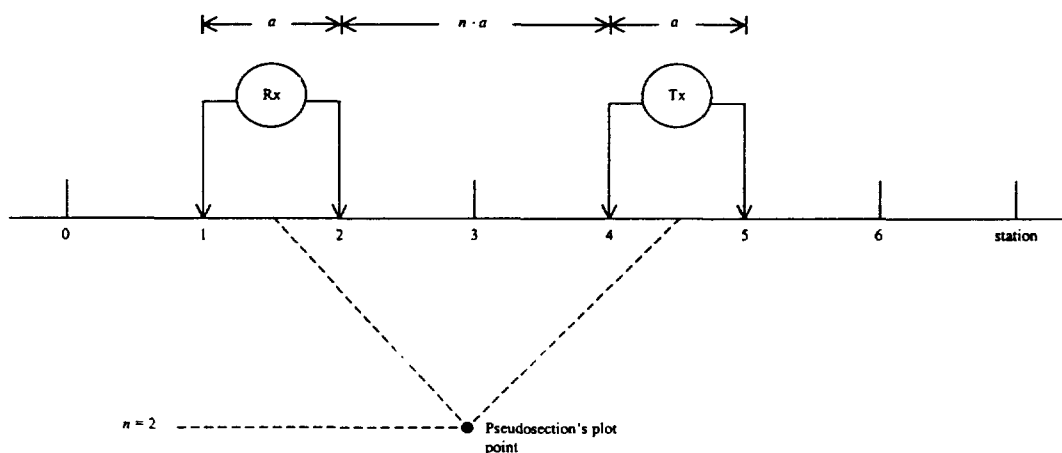 a n · a a
Rx Tx
0 1 2 3 4 5 6 station
n = 2
Pseudosection's plot
point